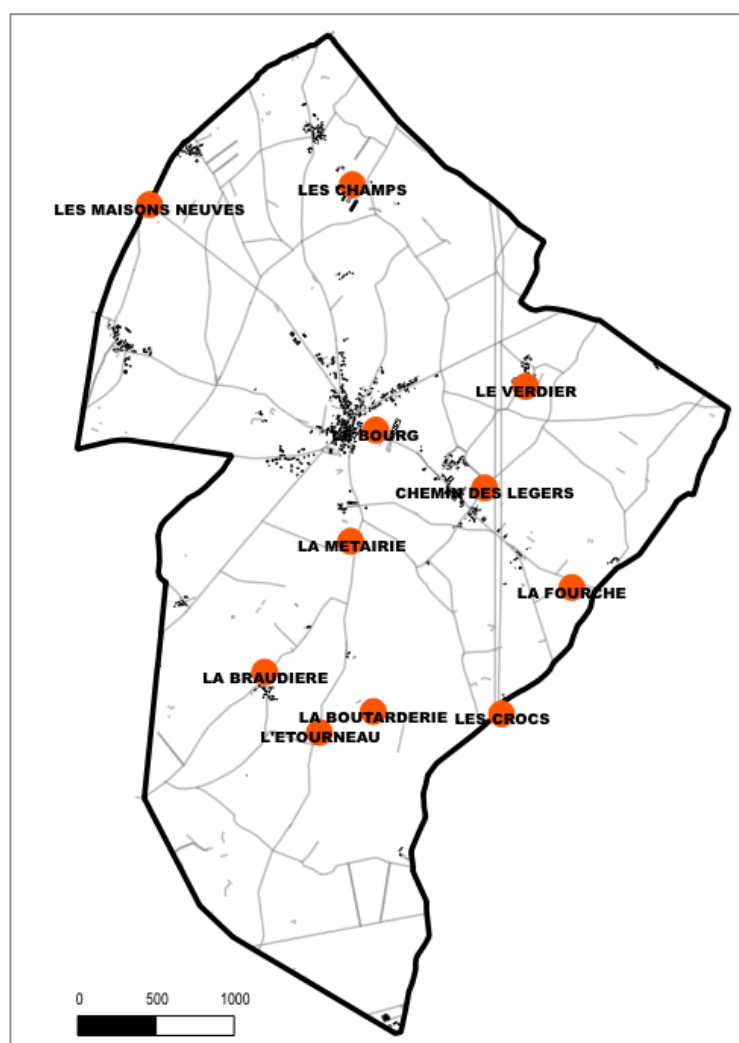 LES CHAMPS
LES MAISONS NEUVES
LE VERDIER
LE BOURG
CHEMIN DES LEGERS
LA METAIRIE
LA FOURCHE
LA BRAUDIERE
LA BOUTARDERIE
LES CROCS
L'ETOURNEAU
0 500 1000